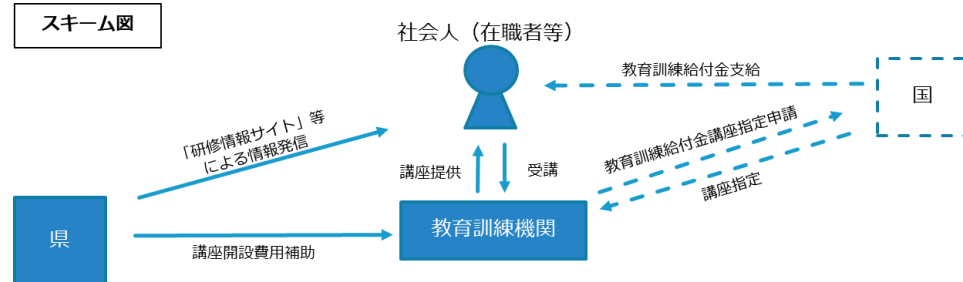 スキーム図
社会人（在職者等）
教育訓練給付金支給
国
「研修情報サイト」等
による情報発信
教育訓練給付金講座指定申請
講座提供
受講
講座指定
県
教育訓練機関
講座開設費用補助